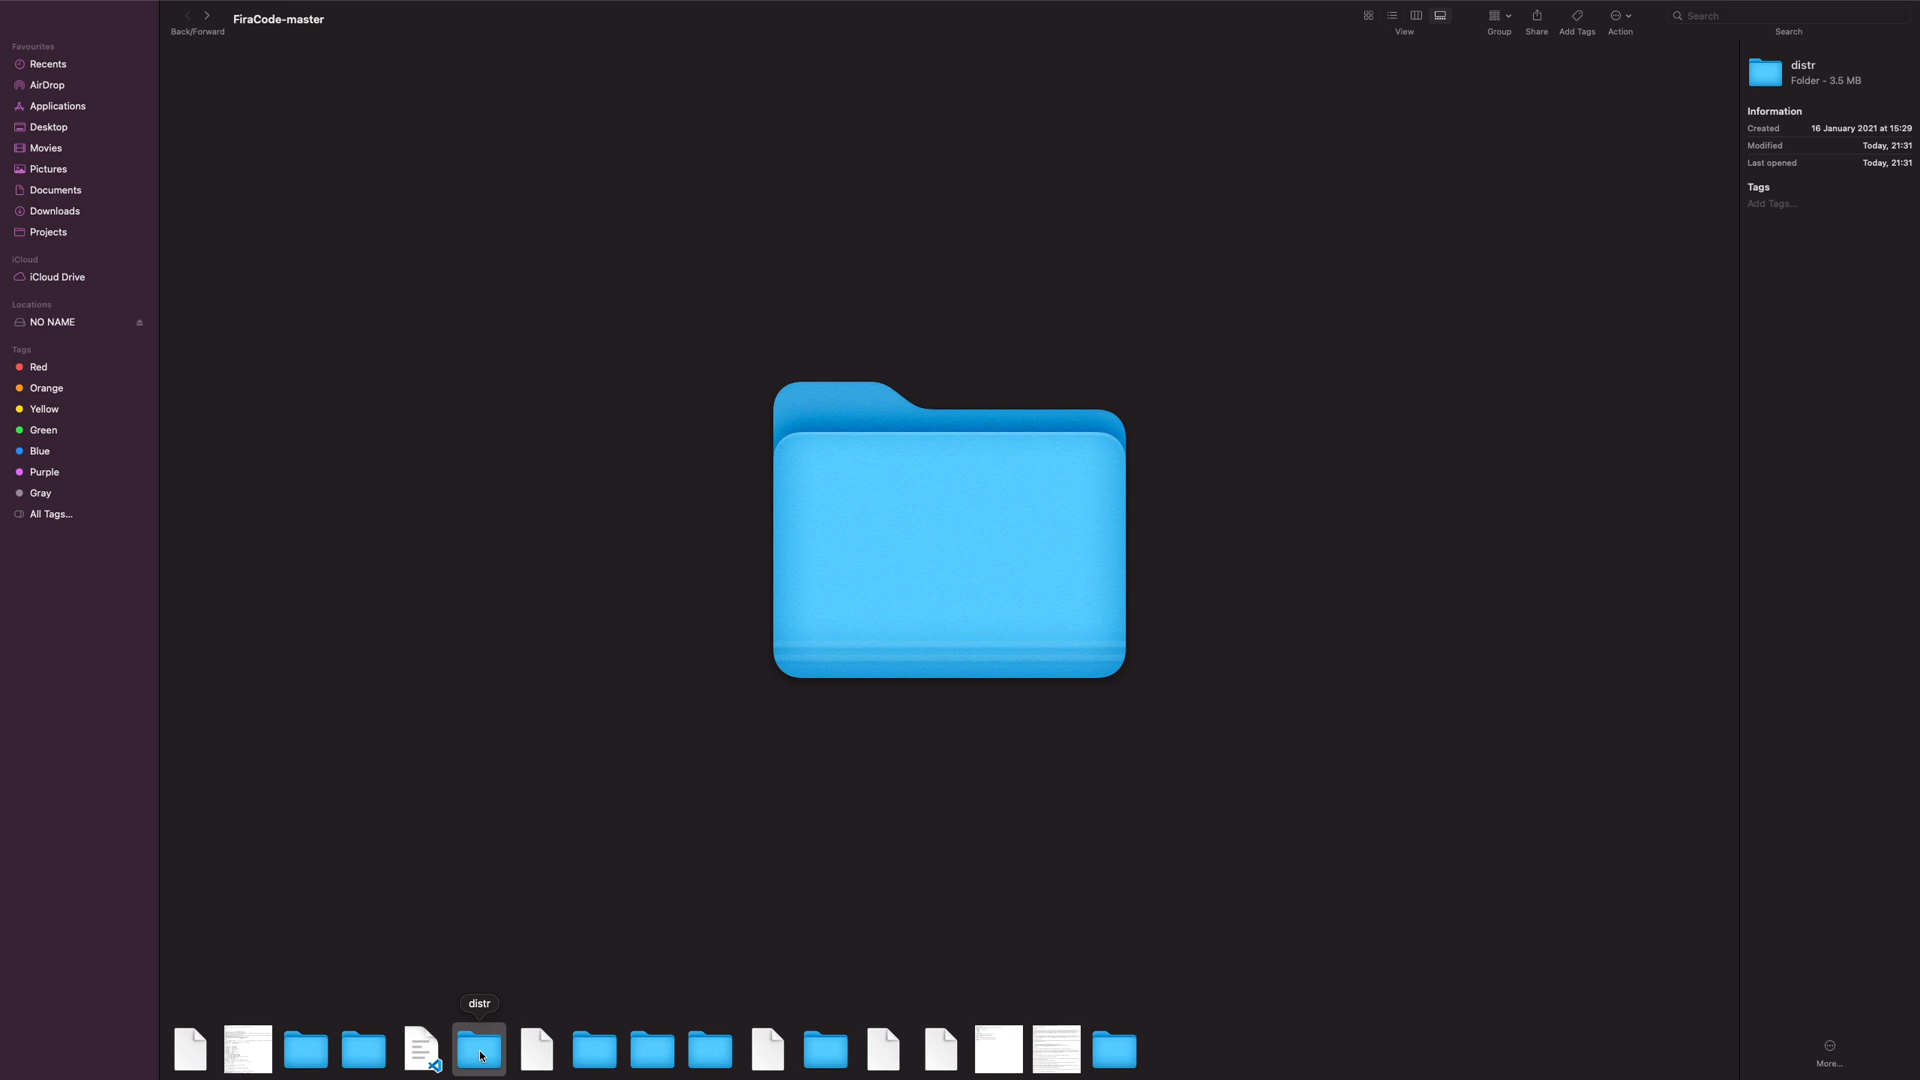 FiraCode-master
Back/Forward
View
Group
Share
Add Tags
Action
Search
Search
Favourites
Recents
AirDrop
Applications
Desktop
Movies
Pictures
Documents
Downloads
Projects
iCloud
iCloud Drive
Locations
NO NAME
Tags
Red
Orange
Yellow
Green
Blue
Purple
Gray
All Tags...
distr
distr
Folder - 3.5 MB
Information
Created 16 January 2021 at 15:29
Modified Today, 21:31
Last opened Today, 21:31
Tags
Add Tags...
More...